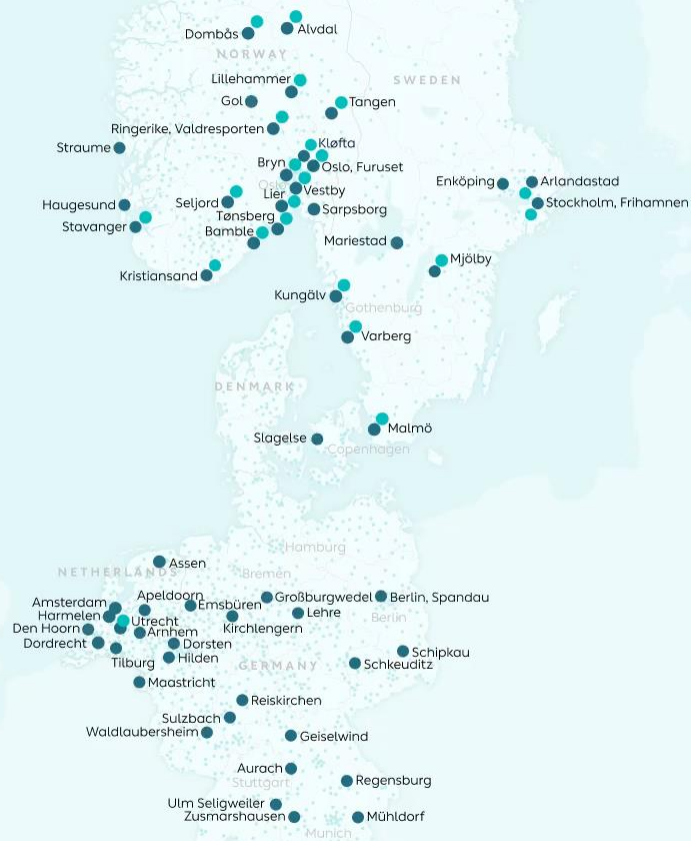 Dombås
Alvdal
NORWAY
Lillehammer
SWEDEN
Gol
Tangen
Ringerike, Valdresporten
Kløfta
Straume
Bryn
Oslo, Furuset
Oslo
Enköping
Arlandastad
Lier
Vestby
Haugesund
Seljord
Stockholm, Frihamnen
Tønsberg
Sarpsborg
Stavanger
Bamble
Mariestad
Mjölby
Kristiansand
Kungälv
Gothenburg
Varberg
DENMARK
Malmö
Slagelse
Copenhagen
Hamburg
Assen
NETHERLANDS
Bremen
Apeldoorn
Großburgwedel
Berlin, Spandau
Amsterdam
Emsbüren
Lehre
Harmelen
Utrecht
Berlin
Den Hoorn
Arnhem
Kirchlengern
Dordrecht
Dorsten
Schipkau
Tilburg
Hilden
GERMANY
Schkeuditz
Maastricht
Reiskirchen
Sulzbach
Waldlaubersheim
Geiselwind
Aurach
Stuttgart
Regensburg
Ulm Seligweiler
Zusmarshausen
Mühldorf
Munich